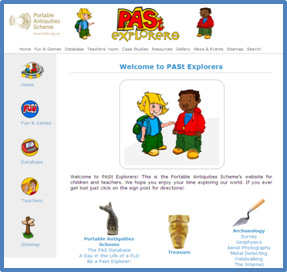 Portable
Antiquities
Scheme
www.finds.org.uk
PASt
EXPLORERS
Home Fun & Games Database Teachers' room Case Studies Resources Gallery News & Events Sitemap Search
Welcome to PASt Explorers
Home
Fun & Games
Database
Teachers
Sitemap
Welcome to PASt Explorers! This is the Portable Antiquities Scheme's website for
children and teachers. We hope you enjoy your time exploring our world. If you ever
get lost just click on the sign post for directions!
Portable Antiquities
Scheme
The PAS Database
A Day in the Life of a FLO
Be a Past Explorer!
Treasure
Archaeology
Survey
Geophysics
Aerial Photography
Metal Detecting
Fieldwalking
The Internet